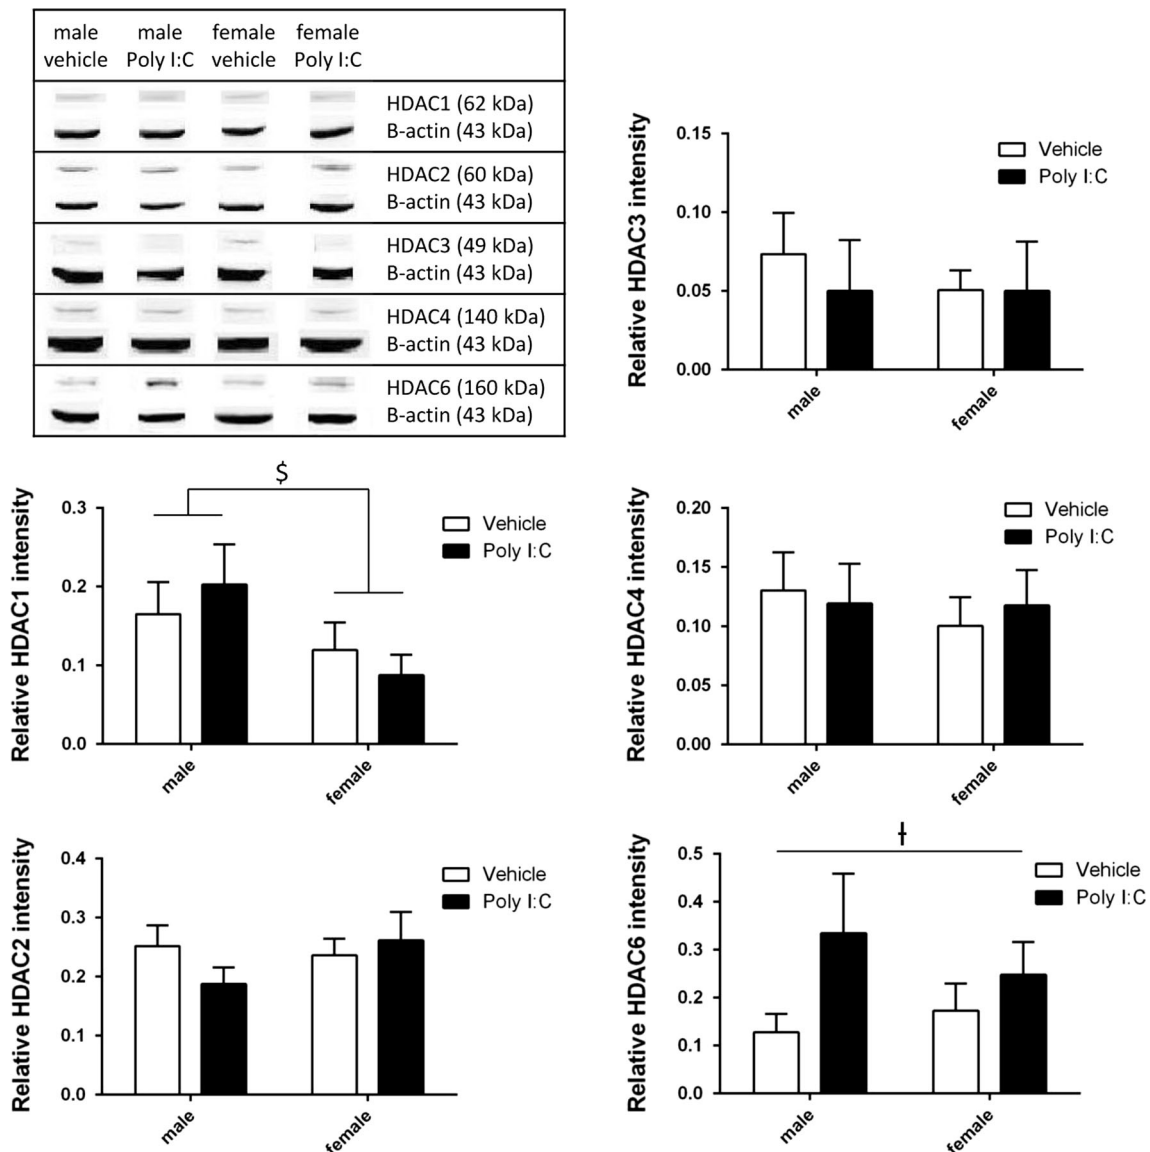 male male female female
vehicle Poly I:C vehicle Poly I:C
HDAC1 (62 kDa)
B-actin (43 kDa)
HDAC2 (60 kDa)
B-actin (43 kDa)
HDAC3 (49 kDa)
B-actin (43 kDa)
HDAC4 (140 kDa)
B-actin (43 kDa)
HDAC6 (160 kDa)
B-actin (43 kDa)
Relative HDAC3 intensity
0.15
0.10
0.05
0.00
Vehicle
Poly I:C
male female
$
Relative HDAC1 intensity
0.3
0.2
0.1
0.0
Vehicle
Poly I:C
male female
Relative HDAC4 intensity
0.20
0.15
0.10
0.05
0.00
Vehicle
Poly I:C
male female
Relative HDAC2 intensity
0.4
0.3
0.2
0.1
0.0
Vehicle
Poly I:C
male female
ƚ
Relative HDAC6 intensity
0.5
0.4
0.3
0.2
0.1
0.0
Vehicle
Poly I:C
male female